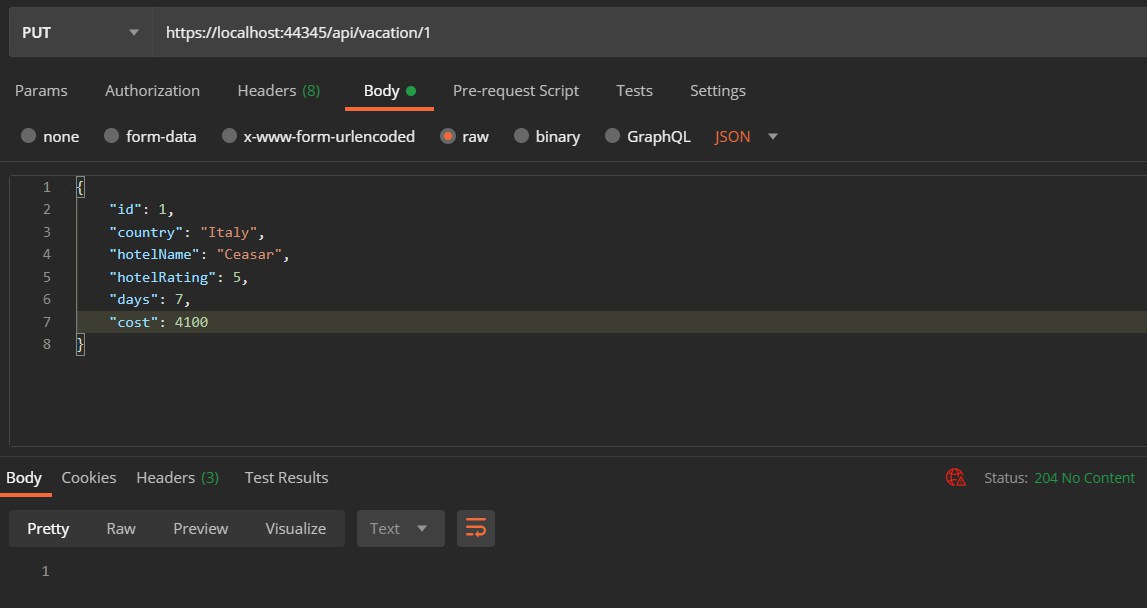 PUT https://localhost:44345/api/vacation/1
Params Authorization Headers (8) Body Pre-request Script Tests Settings
none form-data x-www-form-urlencoded raw binary GraphQL JSON
1 {
2 "id": 1,
3 "country": "Italy",
4 "hotelName": "Ceasar",
5 "hotelRating": 5,
6 "days": 7,
7 "cost": 4100
8 }
Body Cookies Headers (3) Test Results Status: 204 No Content
Pretty Raw Preview Visualize Text
1